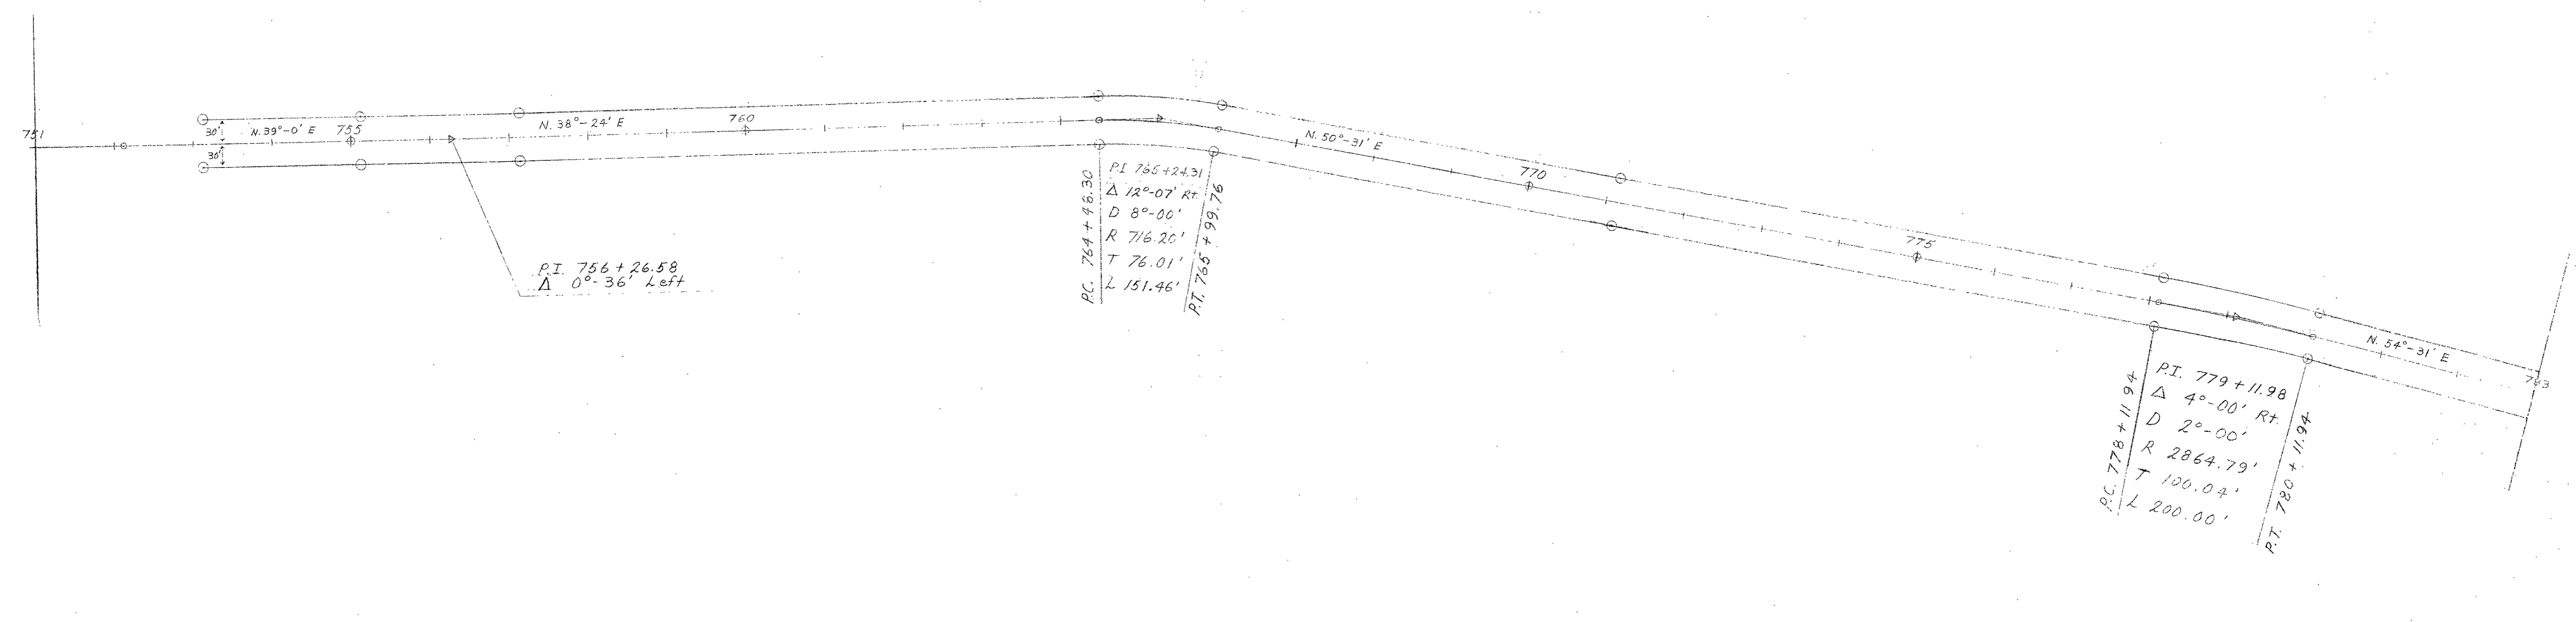 751
30'
30'
N. 39°-0' E
755
N. 38°-24' E
760
P.I. 756 + 26.58
Δ 0°-36' Left
P.C. 764 + 48.30
P.I 765 + 24.31
Δ 12°-07' Rt.
D 8°-00'
R 716.20'
T 76.01'
L 151.46'
P.T. 765 + 99.76
N. 50°-31' E
770
775
P.C. 778 + 11.94
P.I. 779 + 11.98
Δ 4°-00' Rt.
D 2°-00'
R 2864.79'
T 100.04'
L 200.00'
P.T. 780 + 11.94
N. 54°-31' E
783